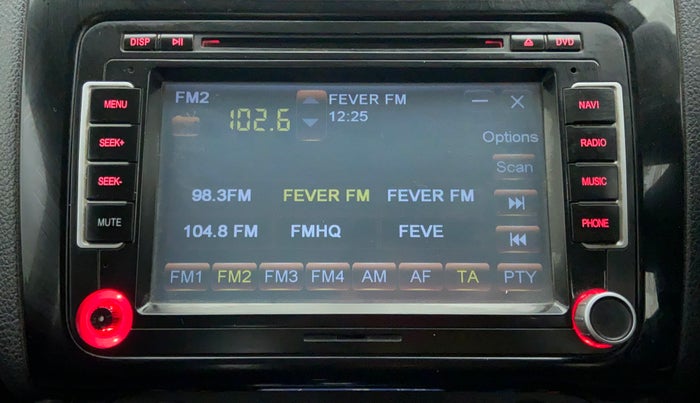 DISP DVD
MENU
SEEK+
SEEK-
MUTE
FM2 102.6 FEVER FM
12:25
Options
Scan
98.3FM FEVER FM FEVER FM
104.8 FM FMHQ FEVE
FM1 FM2 FM3 FM4 AM AF TA PTY
NAVI
RADIO
MUSIC
PHONE